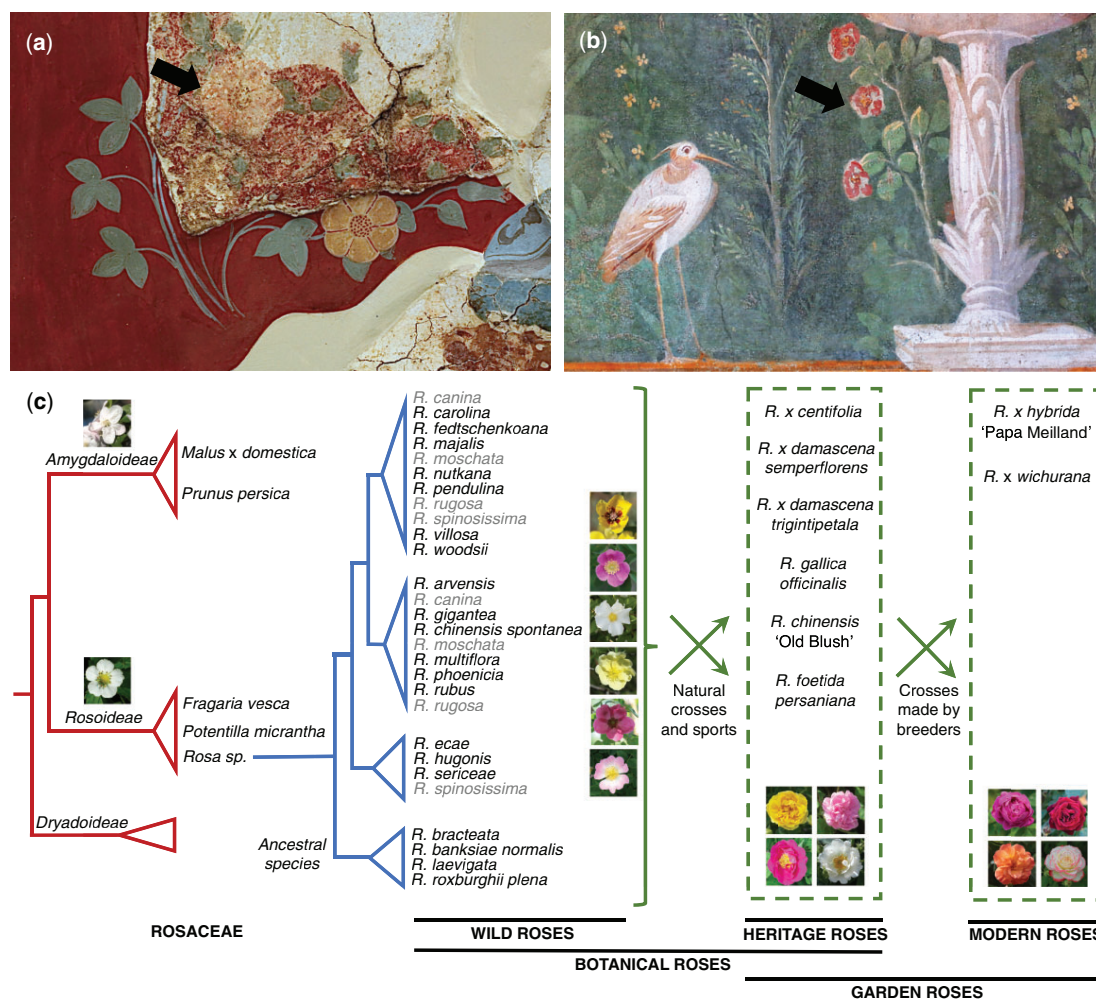 (a)
(b)
(c)
Amygdaloideae
Malus x domestica
Prunus persica
Rosoideae
Fragaria vesca
Potentilla micrantha
Rosa sp.
Dryadoideae
Ancestral
species
R. canina
R. carolina
R. fedtschenkoana
R. majalis
R. moschata
R. nutkana
R. pendulina
R. rugosa
R. spinosissima
R. villosa
R. woodsii
R. arvensis
R. canina
R. gigantea
R. chinensis spontanea
R. moschata
R. multiflora
R. phoenicia
R. rubus
R. rugosa
R. ecae
R. hugonis
R. sericeae
R. spinosissima
R. bracteata
R. banksiae normalis
R. laevigata
R. roxburghii plena
Natural
crosses
and sports
R. x centifolia
R. x damascena
semperflorens
R. x damascena
trigintipetala
R. gallica
officinalis
R. chinensis
'Old Blush'
R. foetida
persaniana
Crosses
made by
breeders
R. x hybrida
'Papa Meilland'
R. x wichurana
ROSACEAE
WILD ROSES
HERITAGE ROSES
MODERN ROSES
BOTANICAL ROSES
GARDEN ROSES